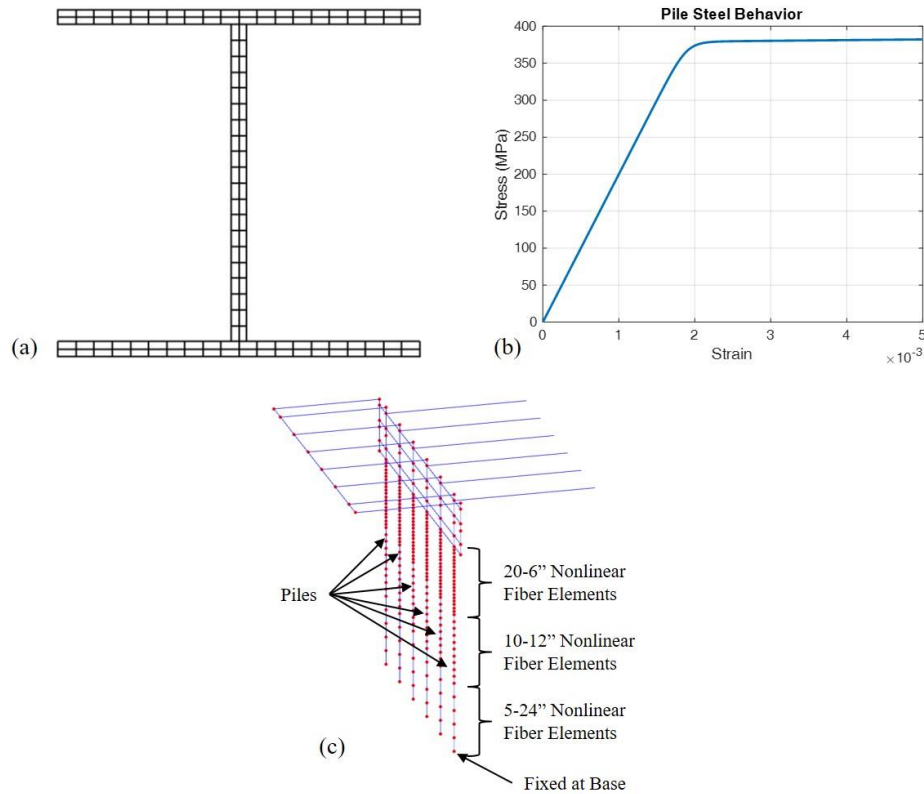 (a)
Pile Steel Behavior
400
350
300
250
200
150
100
50
0
Stress (MPa)
0
1
2
3
4
5
Strain
×10-3
(b)
Piles
20-6” Nonlinear
Fiber Elements
10-12” Nonlinear
Fiber Elements
5-24” Nonlinear
Fiber Elements
(c)
Fixed at Base